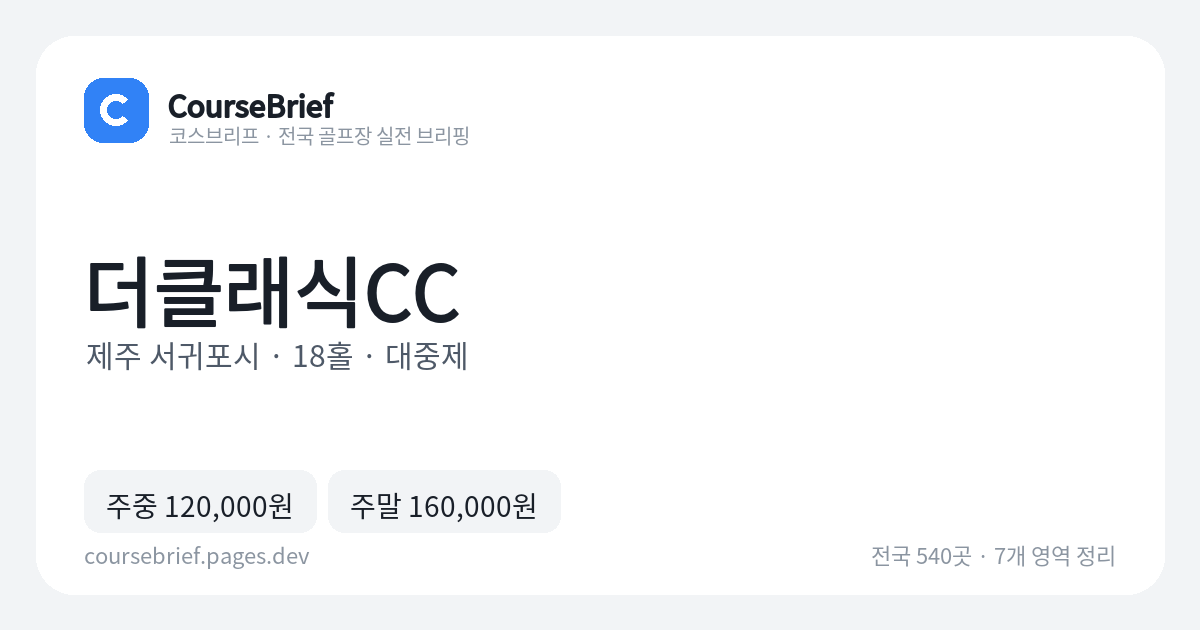 CourseBrief
코스브리프 · 전국 골프장 실전 브리핑
더클래식CC
제주 서귀포시 · 18홀 · 대중제
주중 120,000원
주말 160,000원
coursebrief.pages.dev
전국 540곳 · 7개 영역 정리